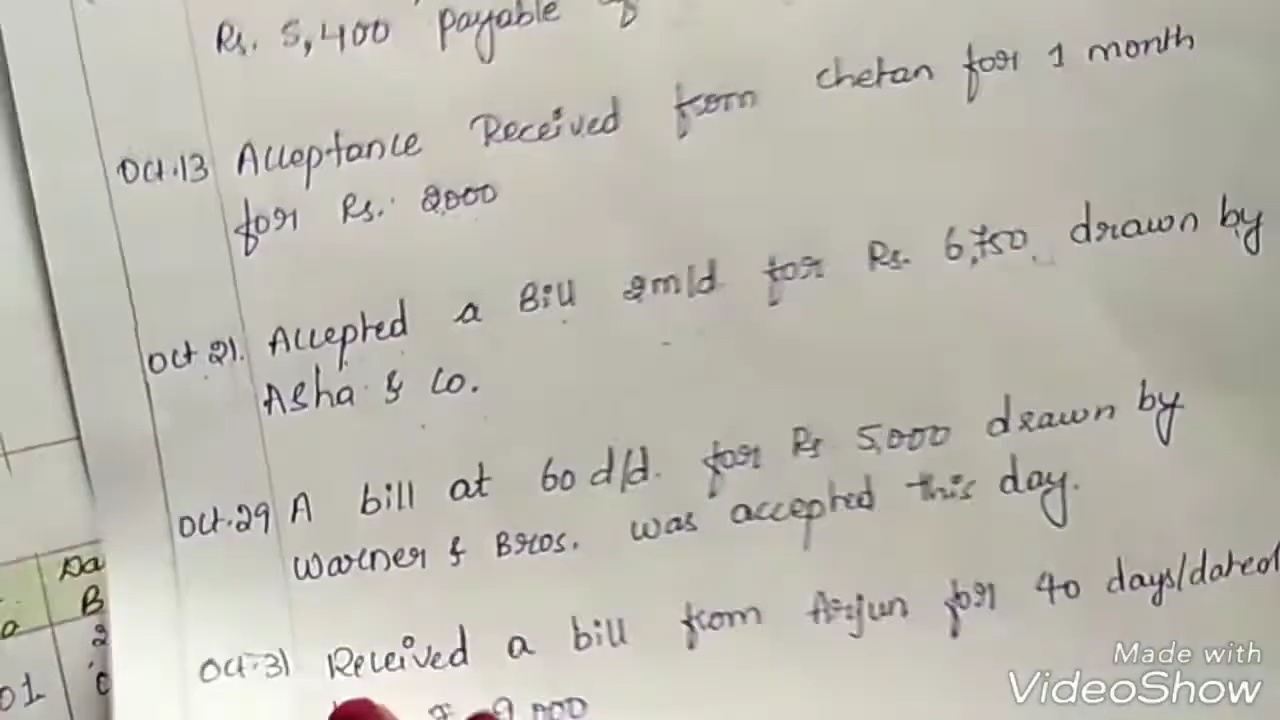 Rs. 5,400 payable
Oct.13 Acceptance Received from chetan for 1 month
for Rs. 2000
Oct 21. Accepted a Bill 2m/d for Rs. 6,750 drawn by
Asha & Co.
Oct.29 A bill at 60 d/d. for Rs 5,000 drawn by
Warner & Bros. was accepted this day.
Oct.31 Received a bill from Arjun for 40 days/dated
Da
B
2
01
Made with
VideoShow